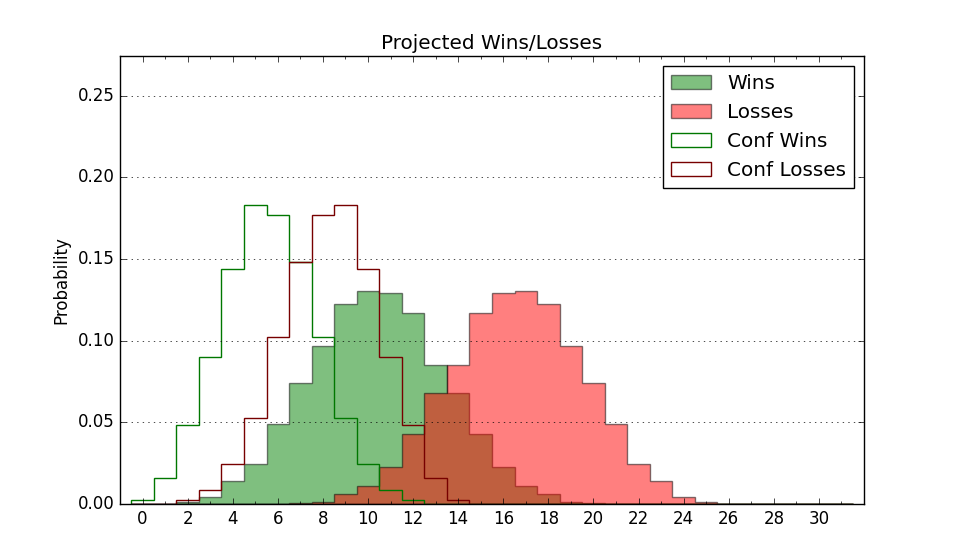 Projected Wins/Losses
Wins
Losses
Conf Wins
Conf Losses
Probability
0.25
0.20
0.15
0.10
0.05
0.00
0 2 4 6 8 10 12 14 16 18 20 22 24 26 28 30